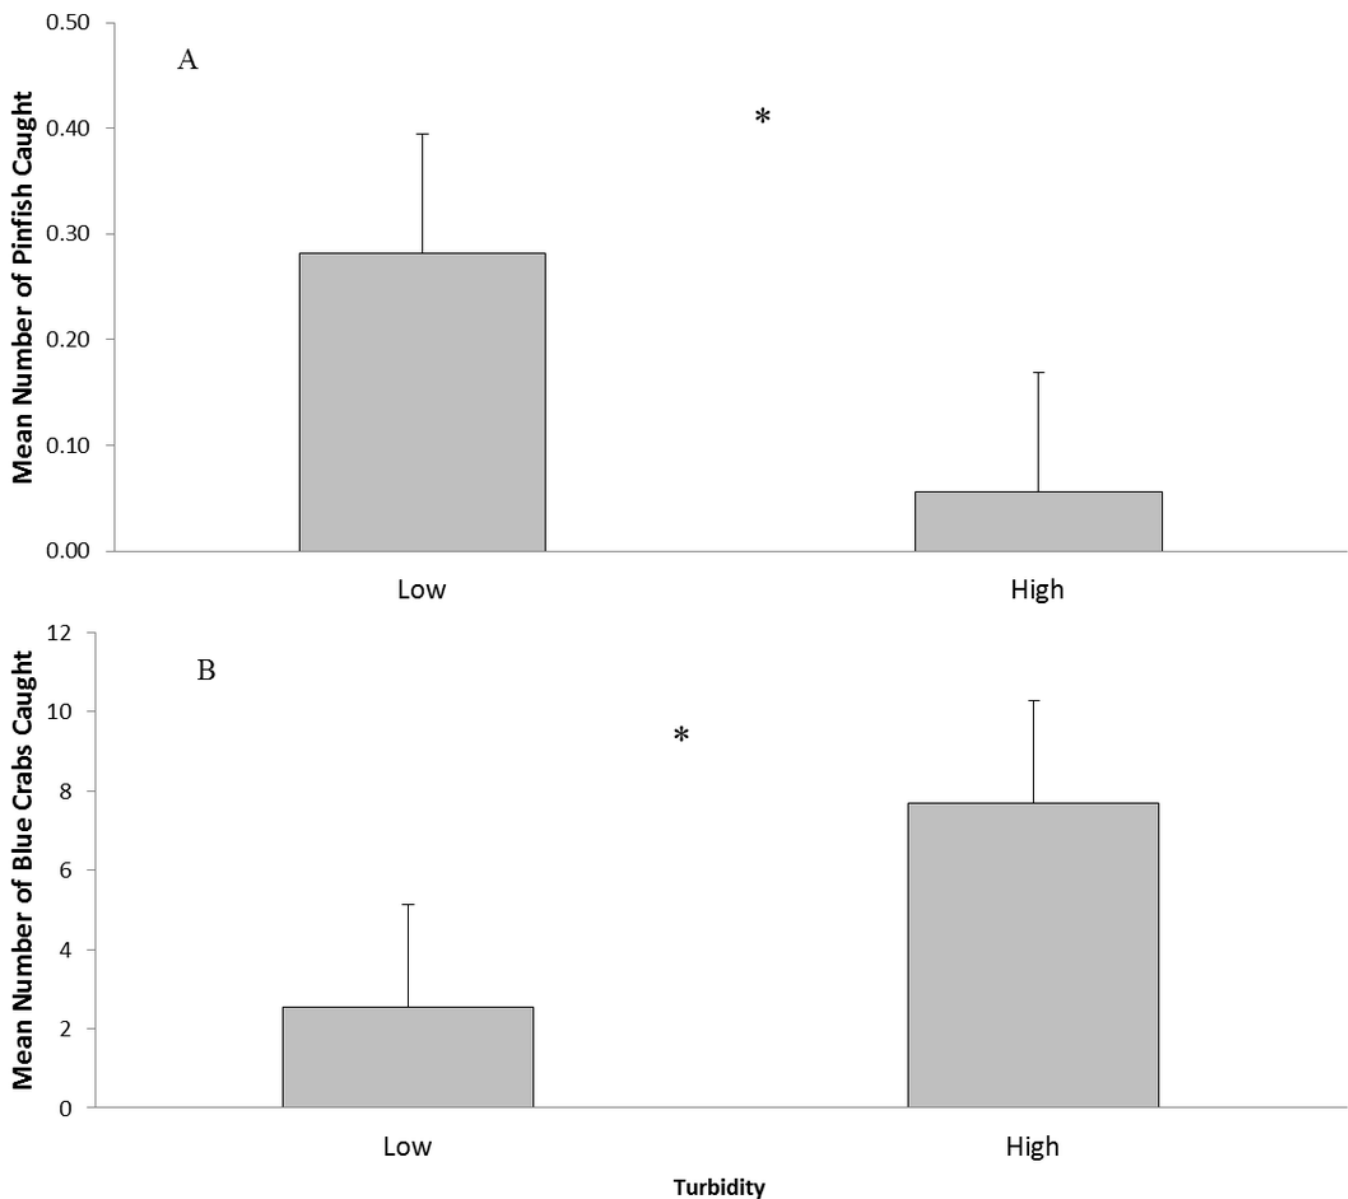 0.50
A
Mean Number of Pinfish Caught
0.40
*
0.30
0.20
0.10
0.00
Low High
12
B
Mean Number of Blue Crabs Caught
10
*
8
6
4
2
0
Low High
Turbidity